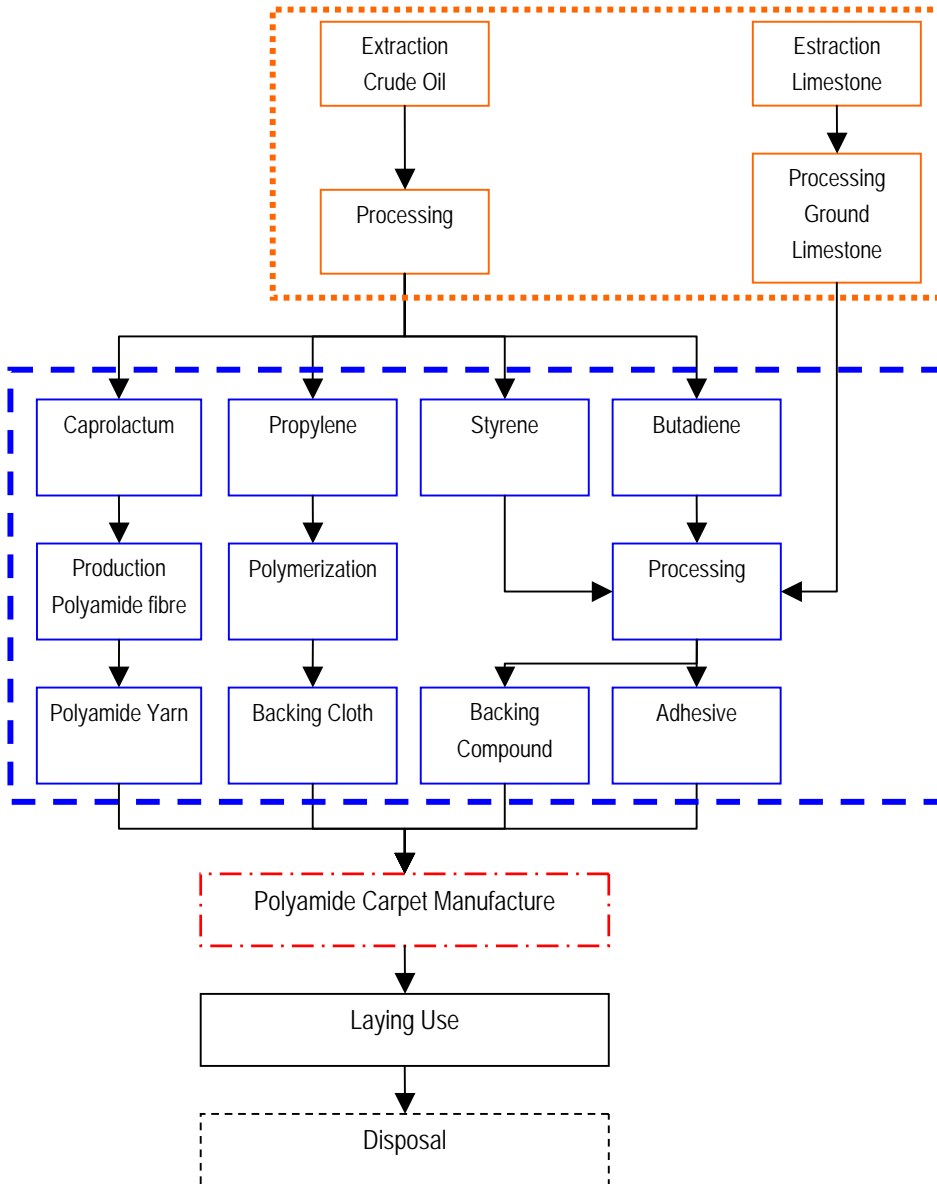 Extraction
Crude Oil
Estraction
Limestone
Processing
Processing
Ground
Limestone
Caprolactum
Propylene
Styrene
Butadiene
Production
Polyamide fibre
Polymerization
Processing
Polyamide Yarn
Backing Cloth
Backing
Compound
Adhesive
Polyamide Carpet Manufacture
Laying Use
Disposal